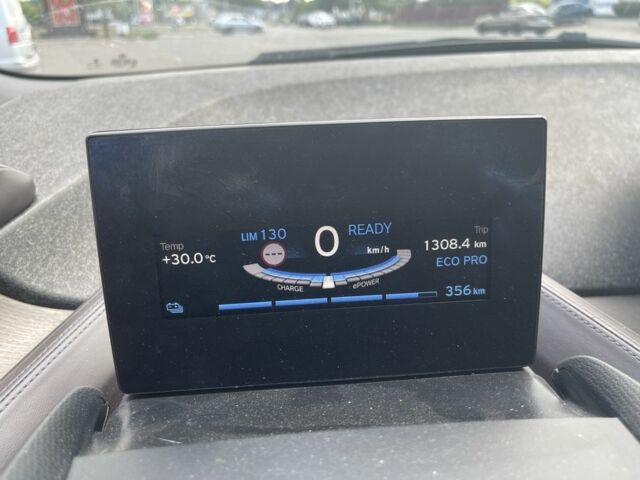 LIM 130
READY
Trip
Temp
+30.0 °C
0
km/h
1308.4 km
---
ECO PRO
CHARGE
ePOWER
356 km